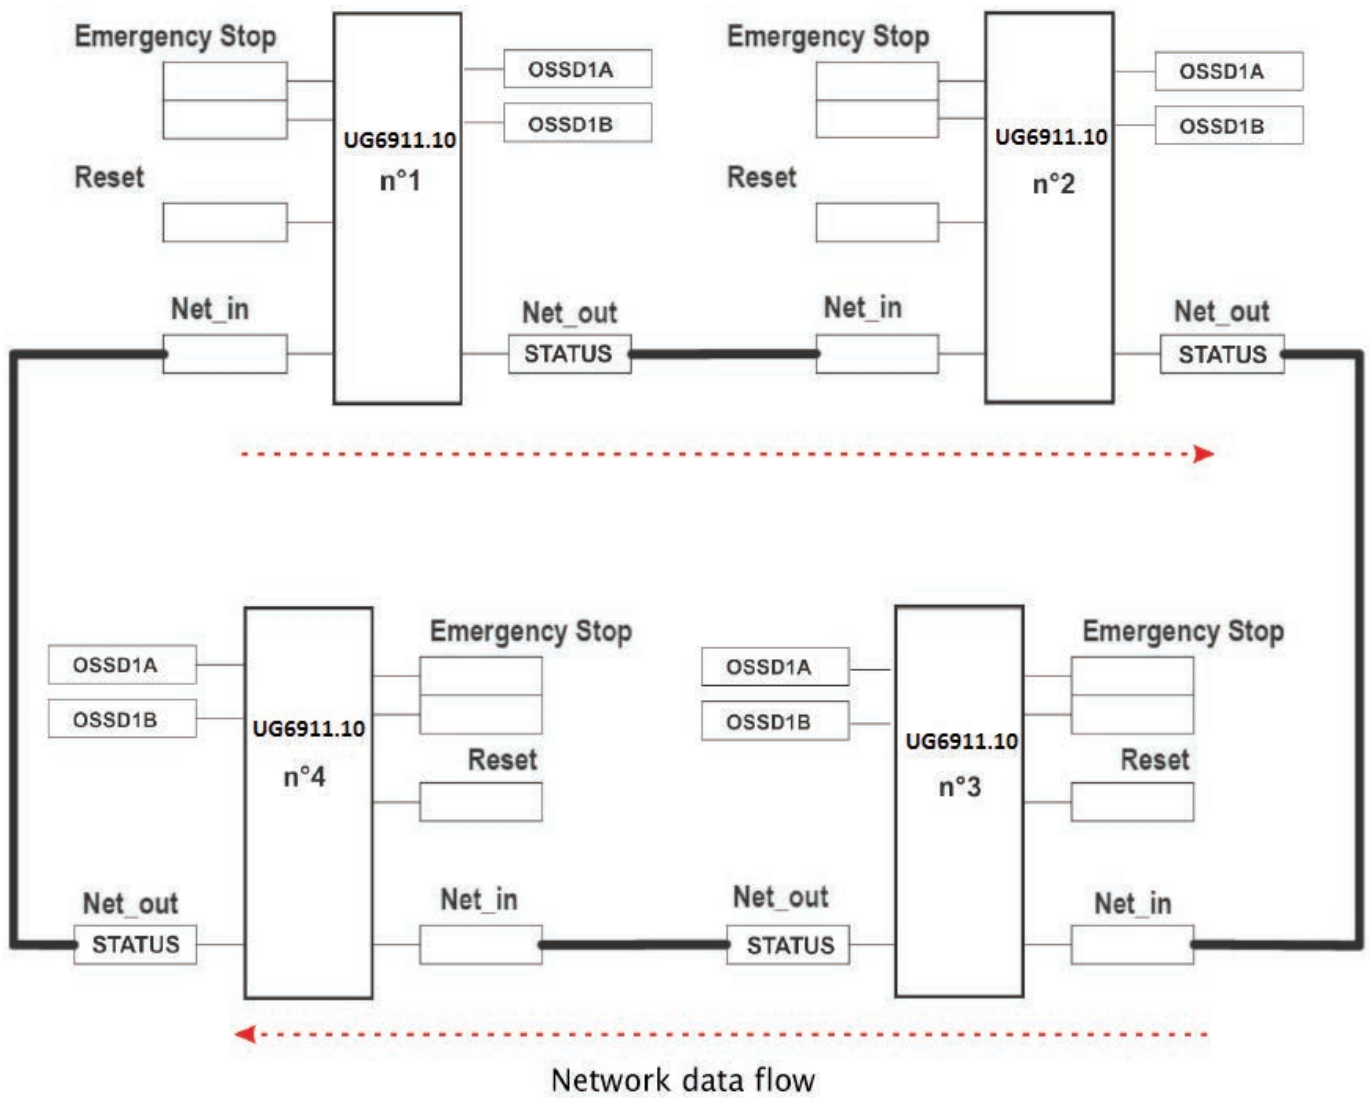 Emergency Stop
OSSD1A
OSSD1B
UG6911.10
n°1
Reset
Net_in
Net_out
STATUS
Emergency Stop
OSSD1A
OSSD1B
UG6911.10
n°2
Reset
Net_in
Net_out
STATUS
OSSD1A
OSSD1B
UG6911.10
n°4
Emergency Stop
Reset
Net_out
STATUS
Net_in
OSSD1A
OSSD1B
UG6911.10
n°3
Emergency Stop
Reset
Net_out
STATUS
Net_in
Network data flow